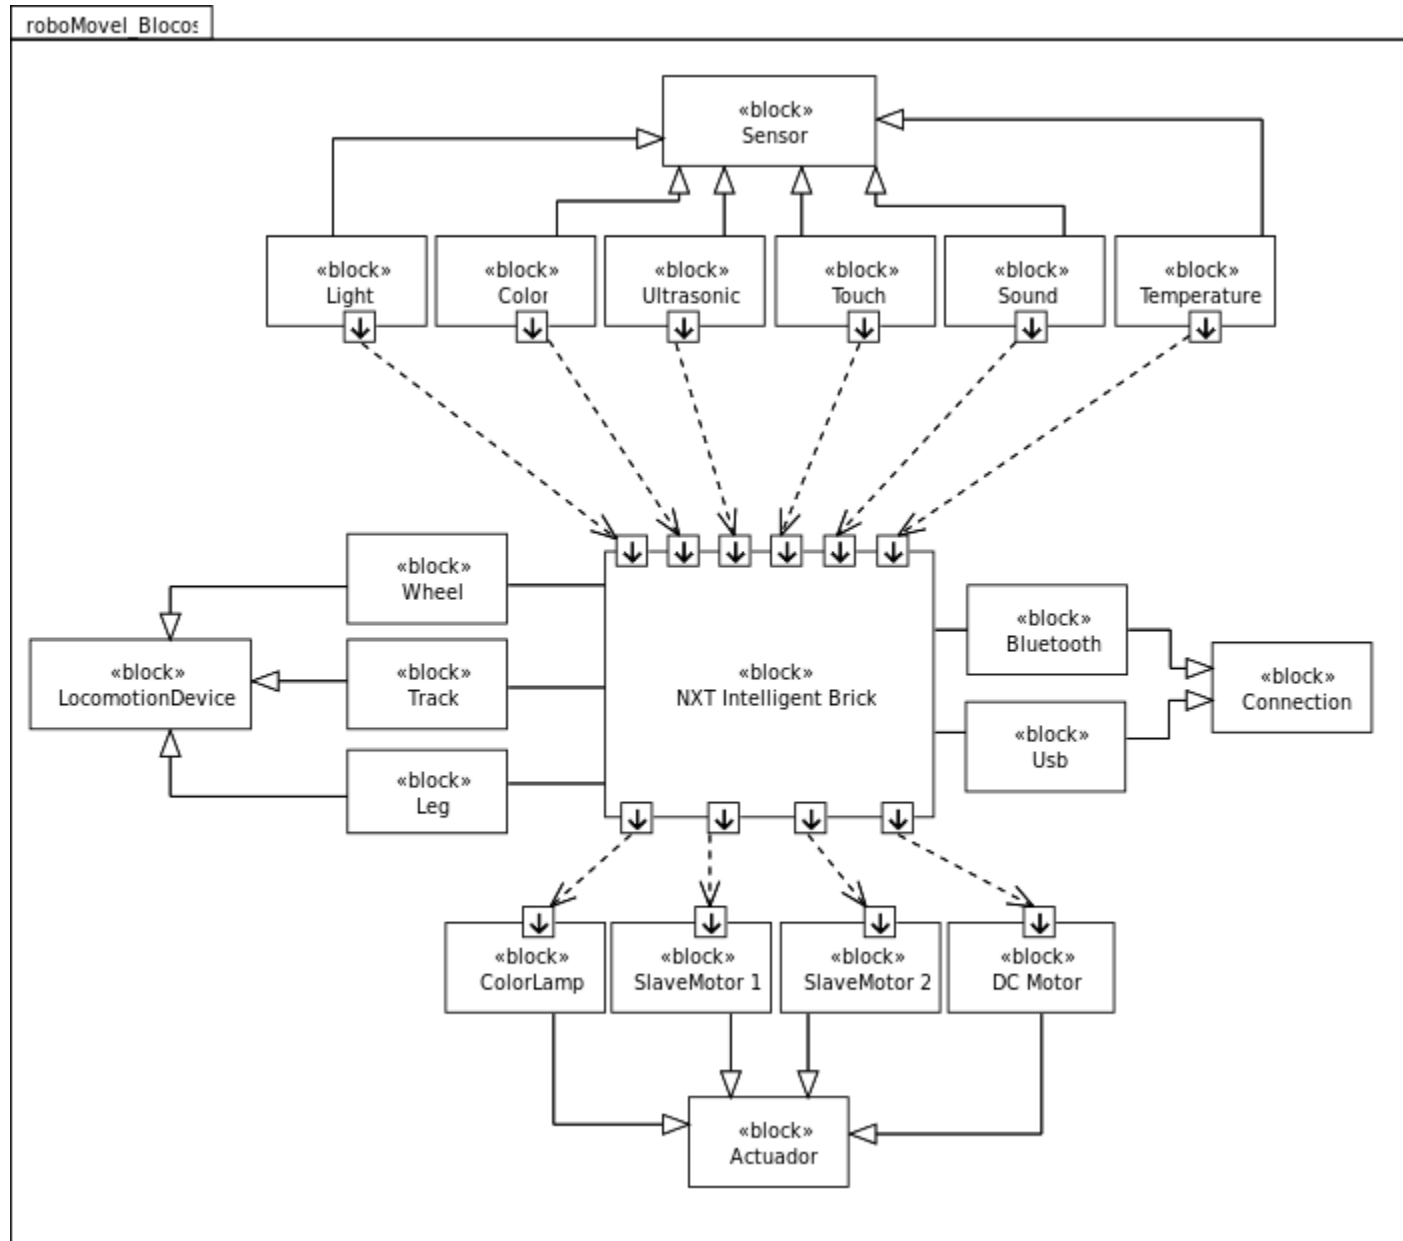 roboMovel_Blocos
«block»
Sensor
«block»
Light
«block»
Color
«block»
Ultrasonic
«block»
Touch
«block»
Sound
«block»
Temperature
«block»
Wheel
«block»
LocomotionDevice
«block»
Track
«block»
Leg
«block»
NXT Intelligent Brick
«block»
Bluetooth
«block»
Usb
«block»
Connection
«block»
ColorLamp
«block»
SlaveMotor 1
«block»
SlaveMotor 2
«block»
DC Motor
«block»
Actuador